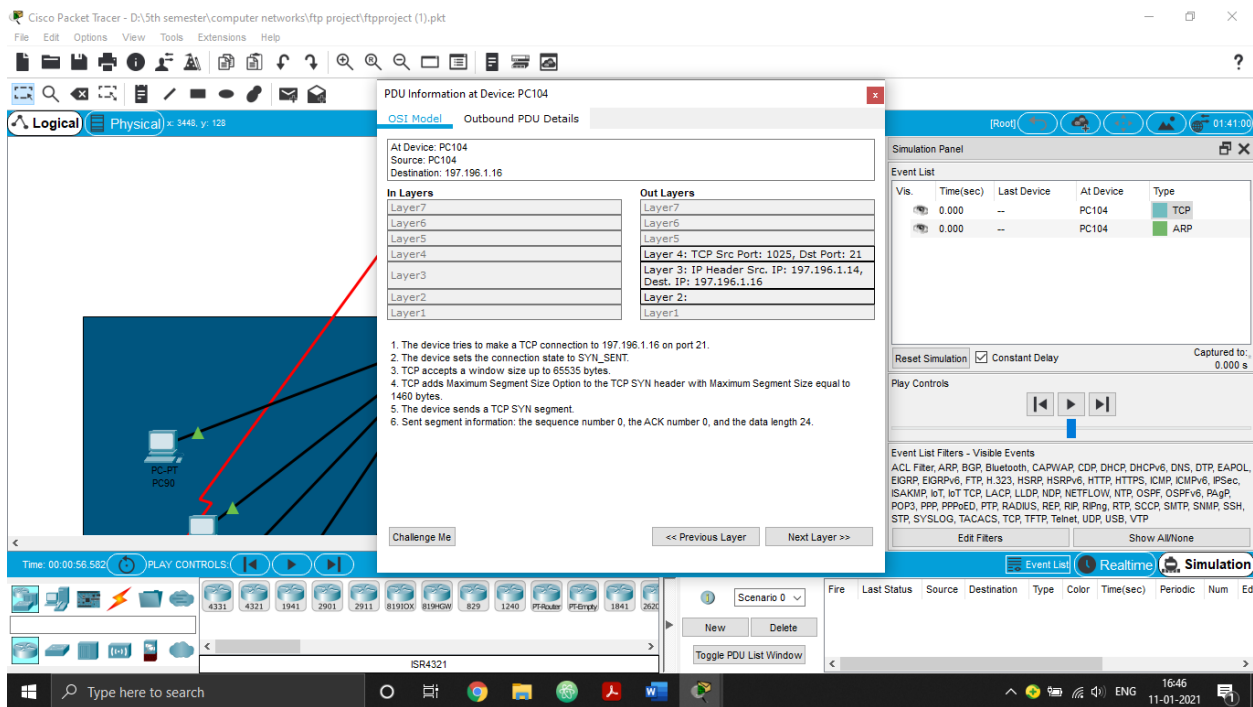 Cisco Packet Tracer - D:\5th semester\computer networks\ftp project\ftpproject (1).pkt
File Edit Options View Tools Extensions Help
?
Logical Physical x: 3448, y: 128
[Root] 01:41:00
PDU Information at Device: PC104
x
OSI Model Outbound PDU Details
At Device: PC104
Source: PC104
Destination: 197.196.1.16
In Layers Out Layers
Layer7 Layer7
Layer6 Layer6
Layer5 Layer5
Layer4 Layer 4: TCP Src Port: 1025, Dst Port: 21
Layer3 Layer 3: IP Header Src. IP: 197.196.1.14,
Dest. IP: 197.196.1.16
Layer2 Layer 2:
Layer1 Layer1
1. The device tries to make a TCP connection to 197.196.1.16 on port 21.
2. The device sets the connection state to SYN_SENT.
3. TCP accepts a window size up to 65535 bytes.
4. TCP adds Maximum Segment Size Option to the TCP SYN header with Maximum Segment Size equal to
1460 bytes.
5. The device sends a TCP SYN segment.
6. Sent segment information: the sequence number 0, the ACK number 0, and the data length 24.
Challenge Me << Previous Layer Next Layer >>
PC-PT
PC90
Simulation Panel
Event List
Vis. Time(sec) Last Device At Device Type
0.000 -- PC104 TCP
0.000 -- PC104 ARP
Reset Simulation Constant Delay Captured to:
0.000 s
Play Controls
Event List Filters - Visible Events
ACL Filter, ARP, BGP, Bluetooth, CAPWAP, CDP, DHCP, DHCPv6, DNS, DTP, EAPOL,
EIGRP, EIGRPv6, FTP, H.323, HSRP, HSRPv6, HTTP, HTTPS, ICMP, ICMPv6, IPSec,
ISAKMP, IoT, IoT TCP, LACP, LLDP, NDP, NETFLOW, NTP, OSPF, OSPFv6, PAgP,
POP3, PPP, PPPoED, PTP, RADIUS, REP, RIP, RIPng, RTP, SCCP, SMTP, SNMP, SSH,
STP, SYSLOG, TACACS, TCP, TFTP, Telnet, UDP, USB, VTP
Edit Filters Show All/None
Time: 00:00:56.582 PLAY CONTROLS:
Event List Realtime Simulation
4331 4321 1941 2901 2911 819IOX 819HGW 829 1240 PT-Router PT-Empty 1841 2620
ISR4321
Scenario 0
New Delete
Toggle PDU List Window
Fire Last Status Source Destination Type Color Time(sec) Periodic Num Ed
Type here to search
ENG
16:46
11-01-2021
1